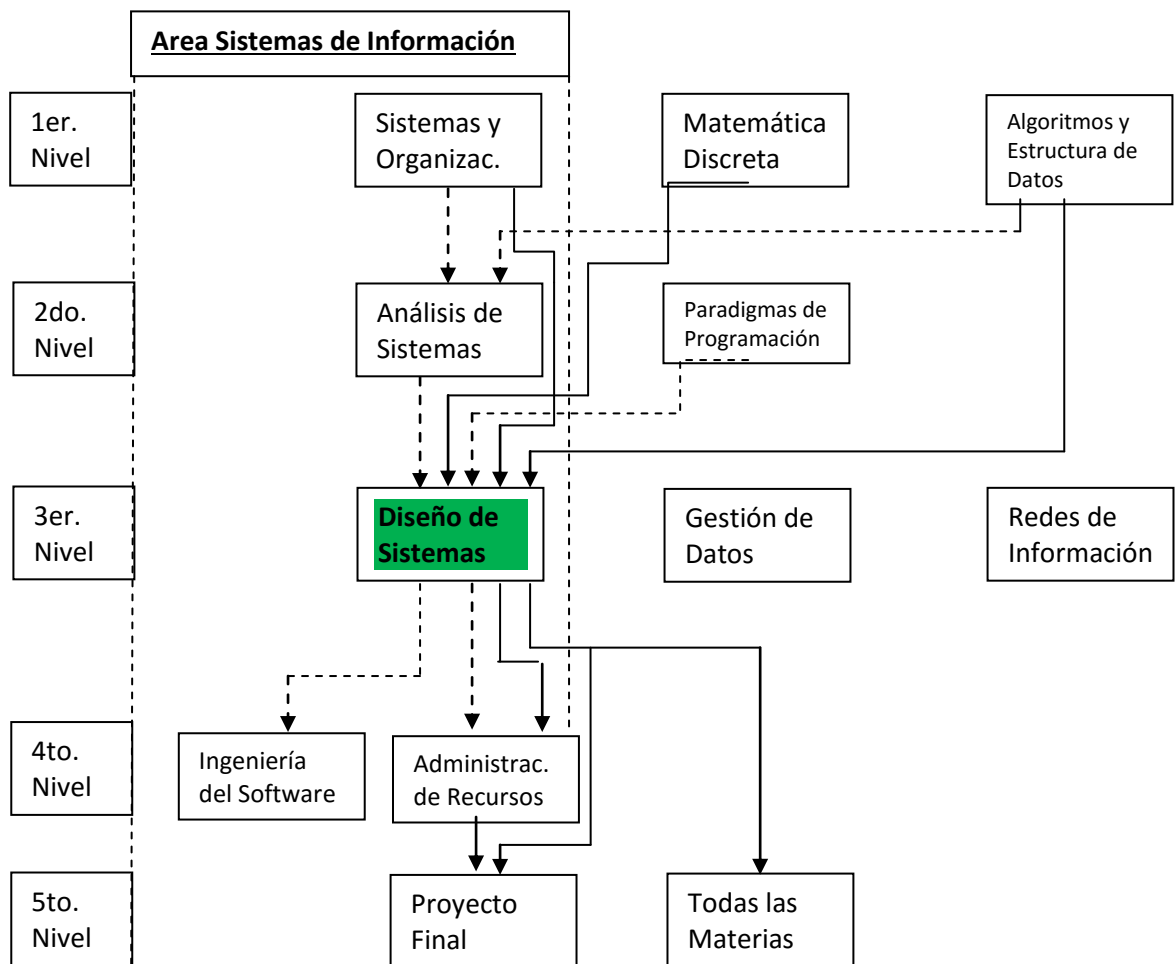 Area Sistemas de Información
1er.
Nivel
Sistemas y
Organizac.
Matemática
Discreta
Algoritmos y
Estructura de
Datos
2do.
Nivel
Análisis de
Sistemas
Paradigmas de
Programación
3er.
Nivel
Diseño de
Sistemas
Gestión de
Datos
Redes de
Información
4to.
Nivel
Ingeniería
del Software
Administrac.
de Recursos
5to.
Nivel
Proyecto
Final
Todas las
Materias